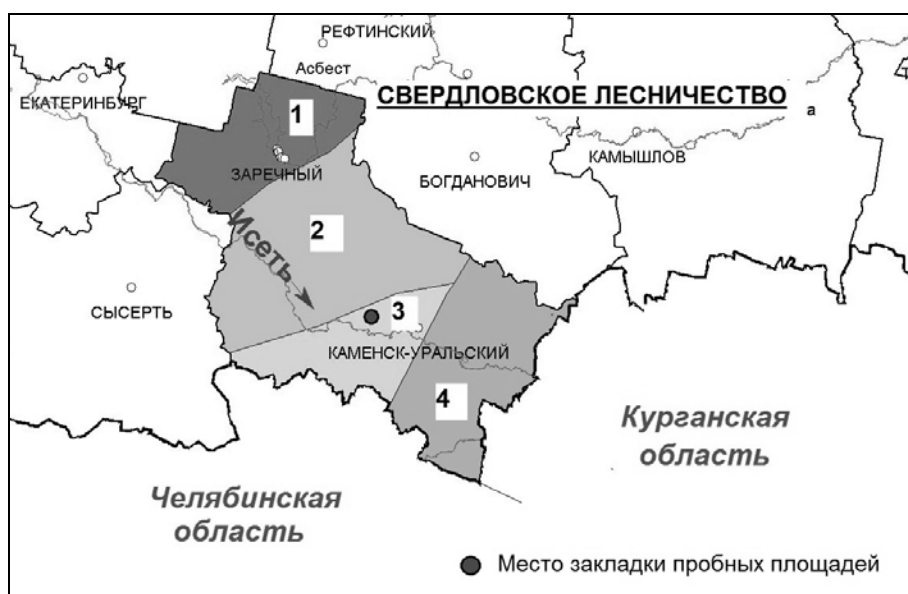 РЕФТИНСКИЙ
Асбест
ЕКАТЕРИНБУРГ
СВЕРДЛОВСКОЕ ЛЕСНИЧЕСТВО
а
1
КАМЫШЛОВ
ЗАРЕЧНЫЙ
БОГДАНОВИЧ
2
Исеть
СЫСЕРТЬ
3
КАМЕНСК-УРАЛЬСКИЙ
4
Курганская
область
Челябинская
область
Место закладки пробных площадей